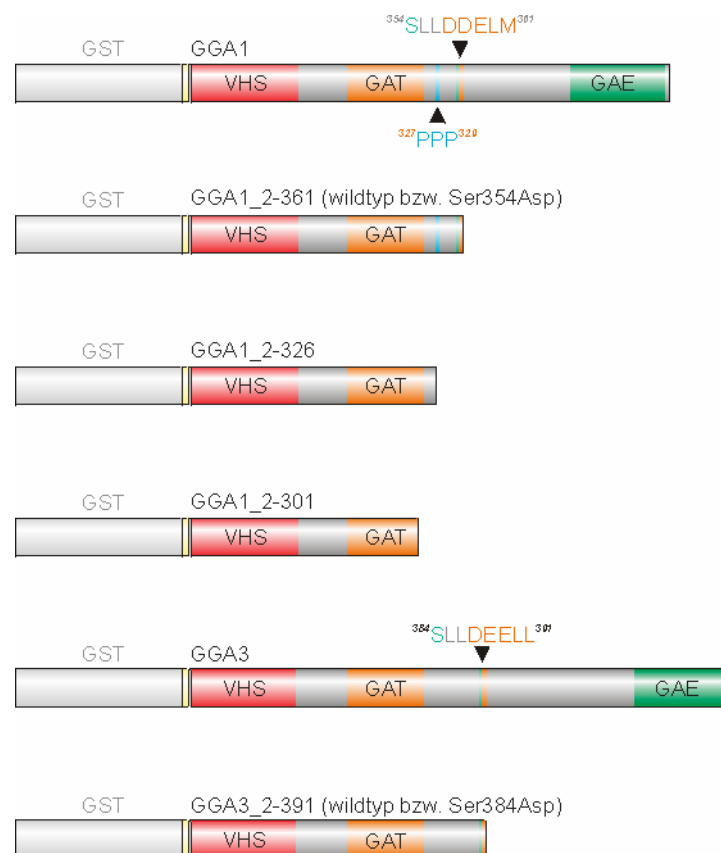 354SLLDDELM361
GST GGA1
VHS GAT GAE
327PPP329
GST GGA1_2-361 (wildtyp bzw. Ser354Asp)
VHS GAT
GST GGA1_2-326
VHS GAT
GST GGA1_2-301
VHS GAT
384SLLDEELL391
GST GGA3
VHS GAT GAE
GST GGA3_2-391 (wildtyp bzw. Ser384Asp)
VHS GAT